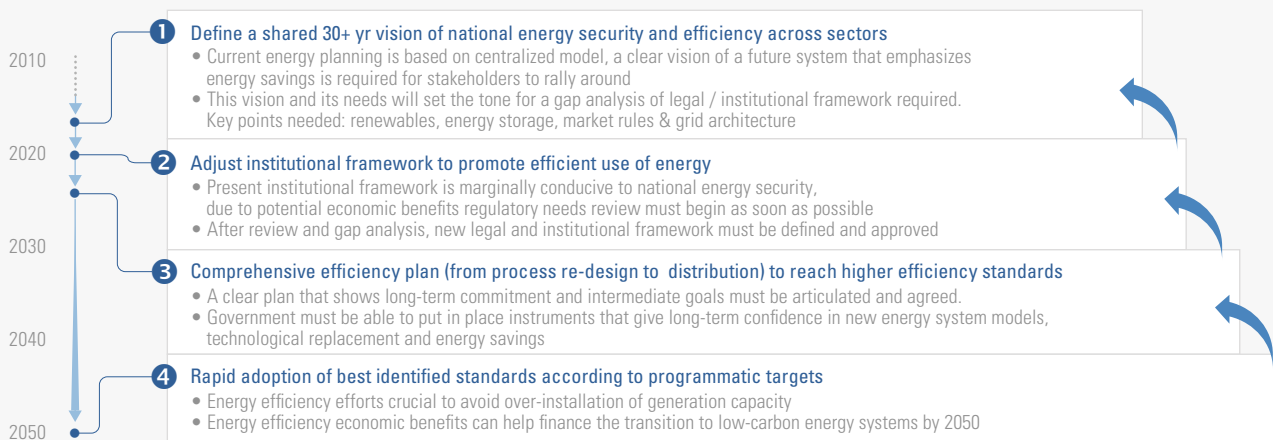 2010
2020
2030
2040
2050
1 Define a shared 30+ yr vision of national energy security and efficiency across sectors
• Current energy planning is based on centralized model, a clear vision of a future system that emphasizes
energy savings is required for stakeholders to rally around
• This vision and its needs will set the tone for a gap analysis of legal / institutional framework required.
Key points needed: renewables, energy storage, market rules & grid architecture
2 Adjust institutional framework to promote efficient use of energy
• Present institutional framework is marginally conducive to national energy security,
due to potential economic benefits regulatory needs review must begin as soon as possible
• After review and gap analysis, new legal and institutional framework must be defined and approved
3 Comprehensive efficiency plan (from process re-design to distribution) to reach higher efficiency standards
• A clear plan that shows long-term commitment and intermediate goals must be articulated and agreed.
• Government must be able to put in place instruments that give long-term confidence in new energy system models,
technological replacement and energy savings
4 Rapid adoption of best identified standards according to programmatic targets
• Energy efficiency efforts crucial to avoid over-installation of generation capacity
• Energy efficiency economic benefits can help finance the transition to low-carbon energy systems by 2050